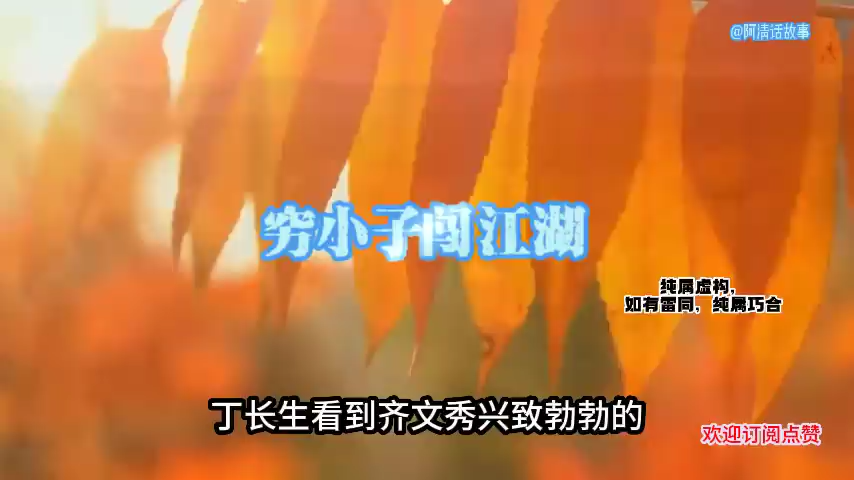 @阿清话故事
穷小子闯江湖
纯属虚构，
如有雷同，纯属巧合
丁长生看到齐文秀兴致勃勃的
欢迎订阅点赞